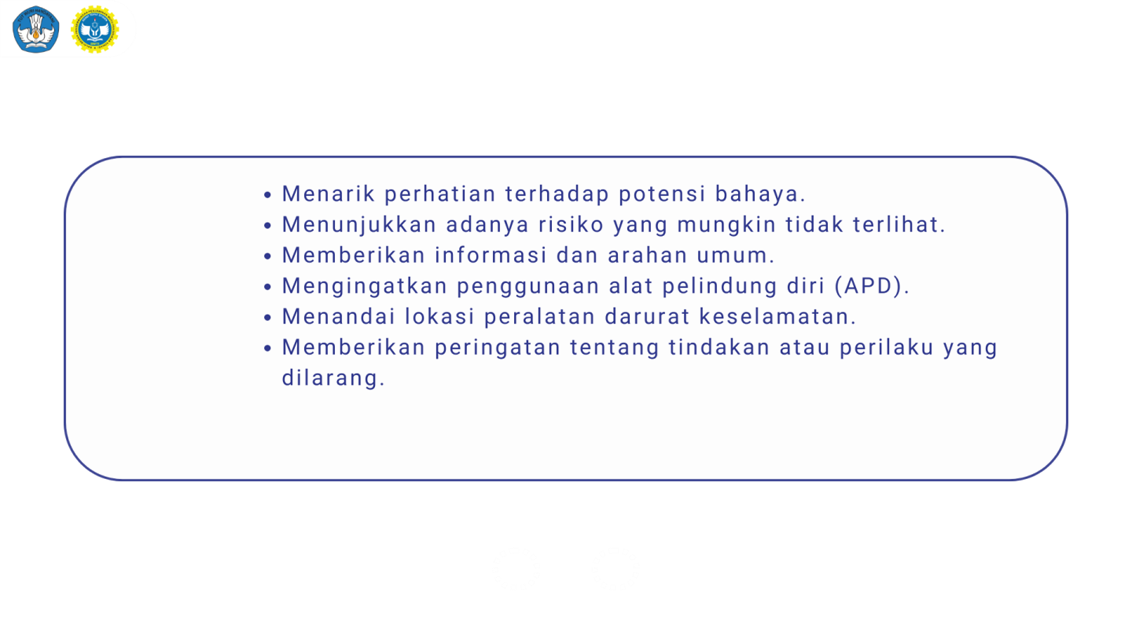 • Menarik perhatian terhadap potensi bahaya.
• Menunjukkan adanya risiko yang mungkin tidak terlihat.
• Memberikan informasi dan arahan umum.
• Mengingatkan penggunaan alat pelindung diri (APD).
• Menandai lokasi peralatan darurat keselamatan.
• Memberikan peringatan tentang tindakan atau perilaku yang
dilarang.